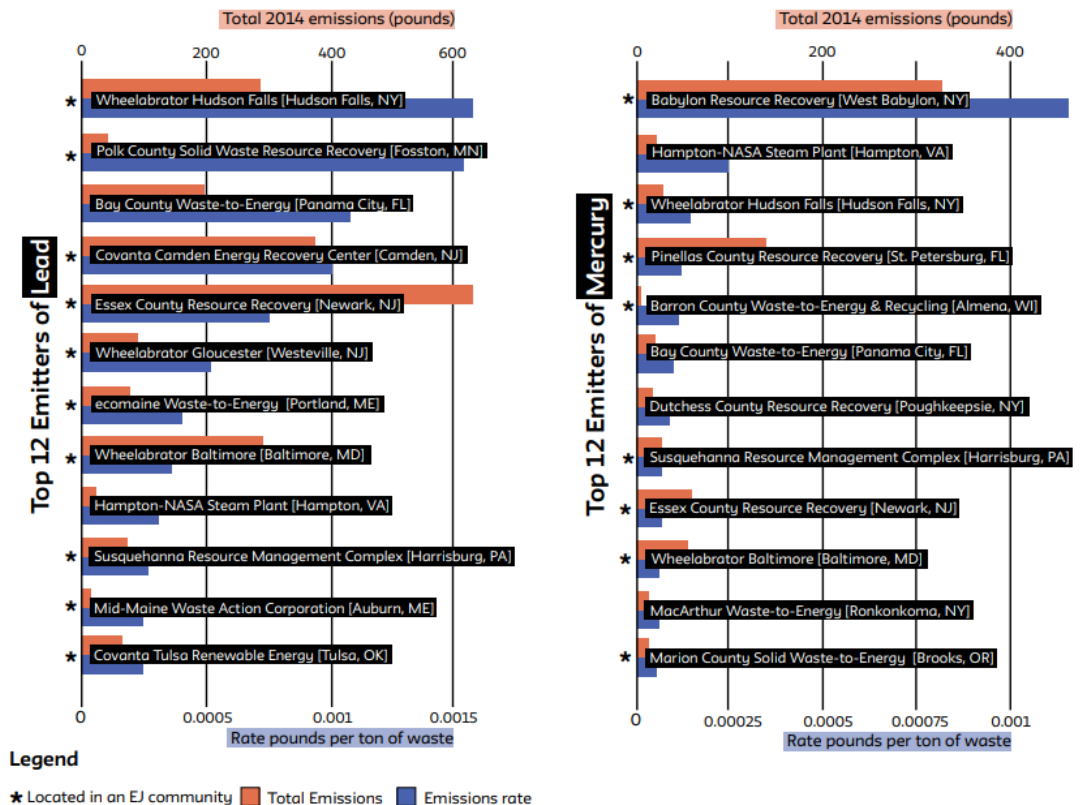 Total 2014 emissions (pounds)
0 200 400 600
Top 12 Emitters of Lead
* Wheelabrator Hudson Falls [Hudson Falls, NY]
* Polk County Solid Waste Resource Recovery [Fosston, MN]
Bay County Waste-to-Energy [Panama City, FL]
* Covanta Camden Energy Recovery Center [Camden, NJ]
* Essex County Resource Recovery [Newark, NJ]
* Wheelabrator Gloucester [Westeville, NJ]
* ecomaine Waste-to-Energy [Portland, ME]
* Wheelabrator Baltimore [Baltimore, MD]
Hampton-NASA Steam Plant [Hampton, VA]
* Susquehanna Resource Management Complex [Harrisburg, PA]
* Mid-Maine Waste Action Corporation [Auburn, ME]
* Covanta Tulsa Renewable Energy [Tulsa, OK]
0 0.0005 0.001 0.0015
Rate pounds per ton of waste
Total 2014 emissions (pounds)
0 200 400
Top 12 Emitters of Mercury
* Babylon Resource Recovery [West Babylon, NY]
Hampton-NASA Steam Plant [Hampton, VA]
* Wheelabrator Hudson Falls [Hudson Falls, NY]
* Pinellas County Resource Recovery [St. Petersburg, FL]
* Barron County Waste-to-Energy & Recycling [Almena, WI]
Bay County Waste-to-Energy [Panama City, FL]
Dutchess County Resource Recovery [Poughkeepsie, NY]
* Susquehanna Resource Management Complex [Harrisburg, PA]
* Essex County Resource Recovery [Newark, NJ]
* Wheelabrator Baltimore [Baltimore, MD]
MacArthur Waste-to-Energy [Ronkonkoma, NY]
* Marion County Solid Waste-to-Energy [Brooks, OR]
0 0.00025 0.0005 0.00075 0.001
Rate pounds per ton of waste
Legend
* Located in an EJ community Total Emissions Emissions rate